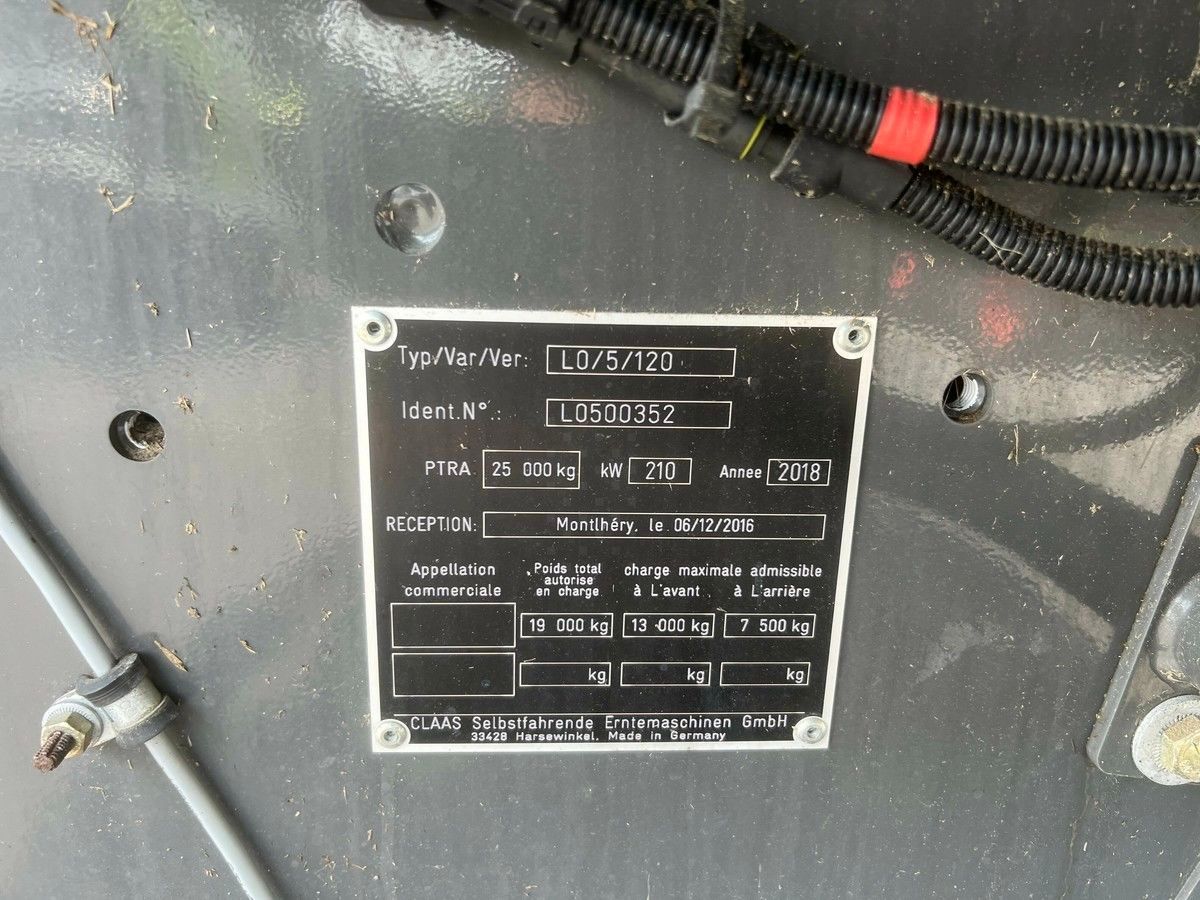 Typ/Var/Ver: L0/5/120
Ident.N°.: L0500352
PTRA 25 000 kg kW 210 Annee 2018
RECEPTION: Montlhéry, le 06/12/2016
Appellation commerciale
Poids total autorise en charge
charge maximale admissible
à L'avant à L'arrière
19 000 kg 13 000 kg 7 500 kg
kg kg kg
CLAAS Selbstfahrende Erntemaschinen GmbH
33428 Harsewinkel, Made in Germany